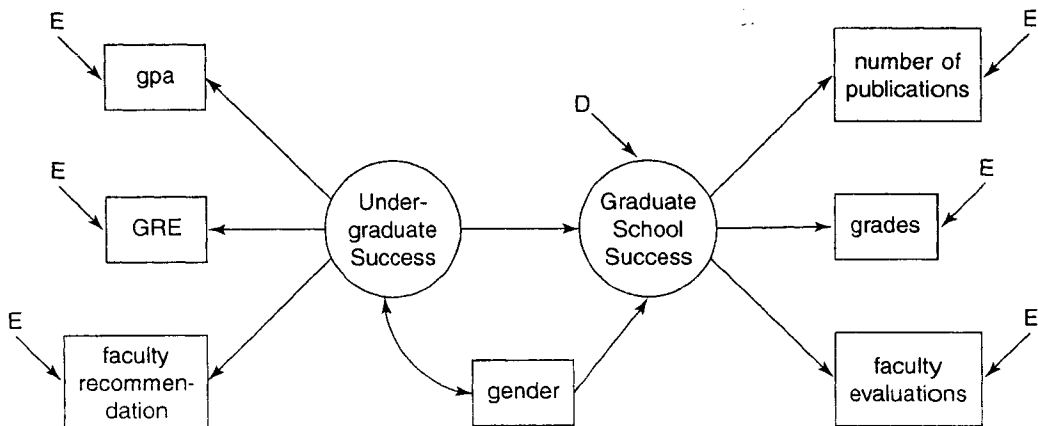 E
gpa
E
GRE
E
faculty
recommen-
dation
Under-
graduate
Success
gender
D
Graduate
School
Success
number of
publications
E
grades
E
faculty
evaluations
E